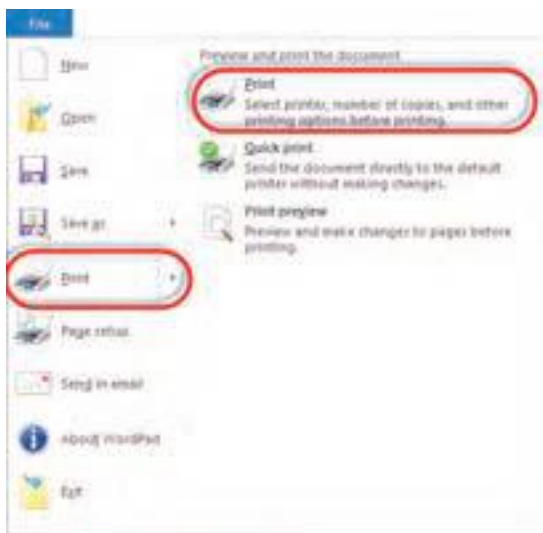 File
New
Open
Save
Save as
Print
Page setup
Send in email
About WordPad
Exit
Preview and print the document
Print
Select printer, number of copies, and other
printing options before printing.
Quick print
Send the document directly to the default
printer without making changes.
Print preview
Preview and make changes to pages before
printing.